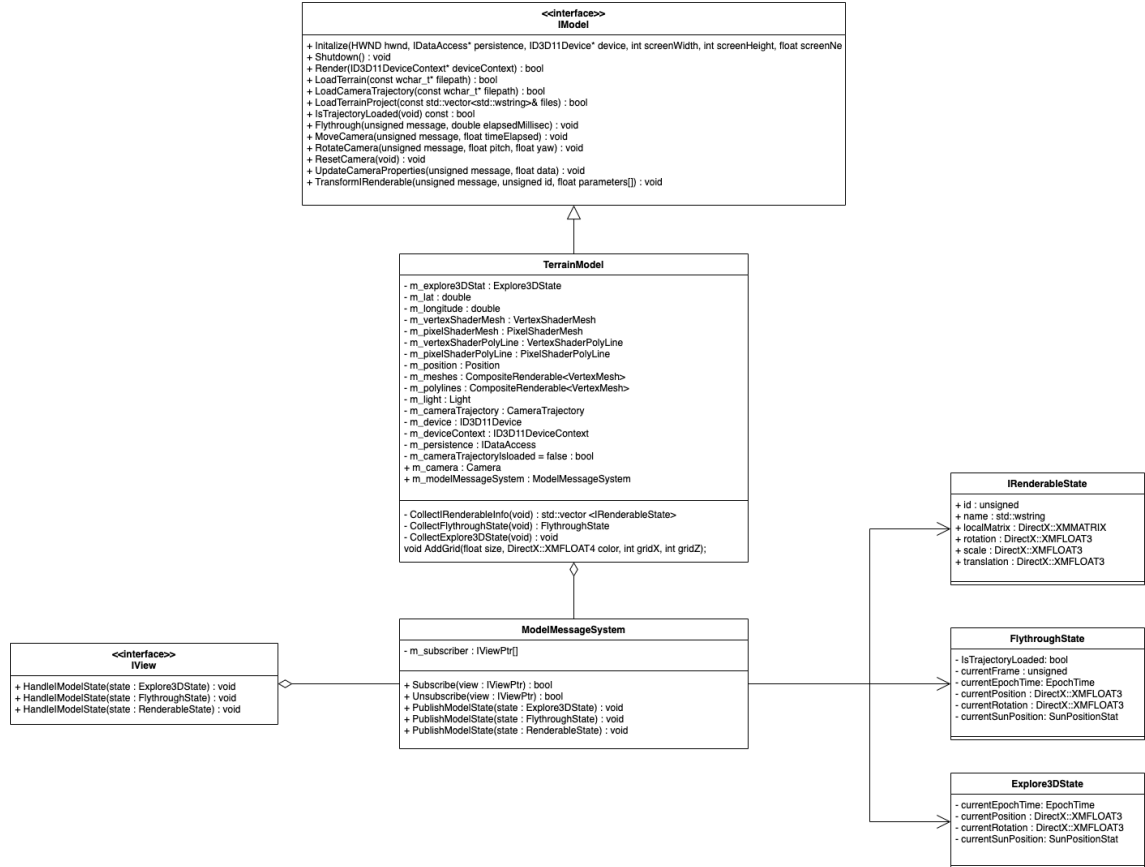 <<interface>>
IModel
+ Initalize(HWND hwnd, IDataAccess* persistence, ID3D11Device* device, int screenWidth, int screenHeight, float screenNe
+ Shutdown() : void
+ Render(ID3D11DeviceContext* deviceContext) : bool
+ LoadTerrain(const wchar_t* filepath) : bool
+ LoadCameraTrajectory(const wchar_t* filepath) : bool
+ LoadTerrainProject(const std::vector<std::wstring>& files) : bool
+ IsTrajectoryLoaded(void) const : bool
+ Flythrough(unsigned message, double elapsedMillisec) : void
+ MoveCamera(unsigned message, float timeElapsed) : void
+ RotateCamera(unsigned message, float pitch, float yaw) : void
+ ResetCamera(void) : void
+ UpdateCameraProperties(unsigned message, float data) : void
+ TransformIRenderable(unsigned message, unsigned id, float parameters[]) : void
TerrainModel
- m_explore3DStat : Explore3DState
- m_lat : double
- m_longitude : double
- m_vertexShaderMesh : VertexShaderMesh
- m_pixelShaderMesh : PixelShaderMesh
- m_vertexShaderPolyLine : VertexShaderPolyLine
- m_pixelShaderPolyLine : PixelShaderPolyLine
- m_position : Position
- m_meshes : CompositeRenderable<VertexMesh>
- m_polylines : CompositeRenderable<VertexMesh>
- m_light : Light
- m_cameraTrajectory : CameraTrajectory
- m_device : ID3D11Device
- m_deviceContext : ID3D11DeviceContext
- m_persistence : IDataAccess
- m_cameraTrajectoryIsloaded = false : bool
+ m_camera : Camera
+ m_modelMessageSystem : ModelMessageSystem
- CollectIRenderableInfo(void) : std::vector <IRenderableState>
- CollectFlythroughState(void) : FlythroughState
- CollectExplore3DState(void) : void
void AddGrid(float size, DirectX::XMFLOAT4 color, int gridX, int gridZ);
ModelMessageSystem
- m_subscriber : IViewPtr[]
+ Subscribe(view : IViewPtr) : bool
+ Unsubscribe(view : IViewPtr) : bool
+ PublishModelState(state : Explore3DState) : void
+ PublishModelState(state : FlythroughState) : void
+ PublishModelState(state : RenderableState) : void
<<interface>>
IView
+ HandleIModelState(state : Explore3DState) : void
+ HandleIModelState(state : FlythroughState) : void
+ HandleIModelState(state : RenderableState) : void
IRenderableState
+ id : unsigned
+ name : std::wstring
+ localMatrix : DirectX::XMMATRIX
+ rotation : DirectX::XMFLOAT3
+ scale : DirectX::XMFLOAT3
+ translation : DirectX::XMFLOAT3
FlythroughState
- IsTrajectoryLoaded: bool
- currentFrame : unsigned
- currentEpochTime: EpochTime
- currentPosition : DirectX::XMFLOAT3
- currentRotation : DirectX::XMFLOAT3
- currentSunPosition: SunPositionStat
Explore3DState
- currentEpochTime: EpochTime
- currentPosition : DirectX::XMFLOAT3
- currentRotation : DirectX::XMFLOAT3
- currentSunPosition: SunPositionStat